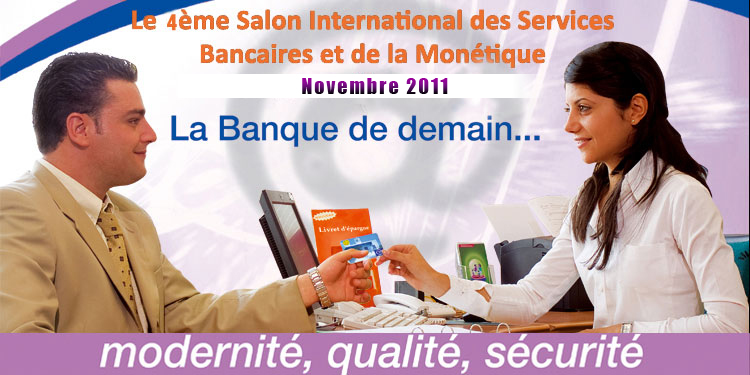 Le 4ème Salon International des Services
Bancaires et de la Monétique
Novembre 2011
La Banque de demain...
Livret d'épargne
modernité, qualité, sécurité